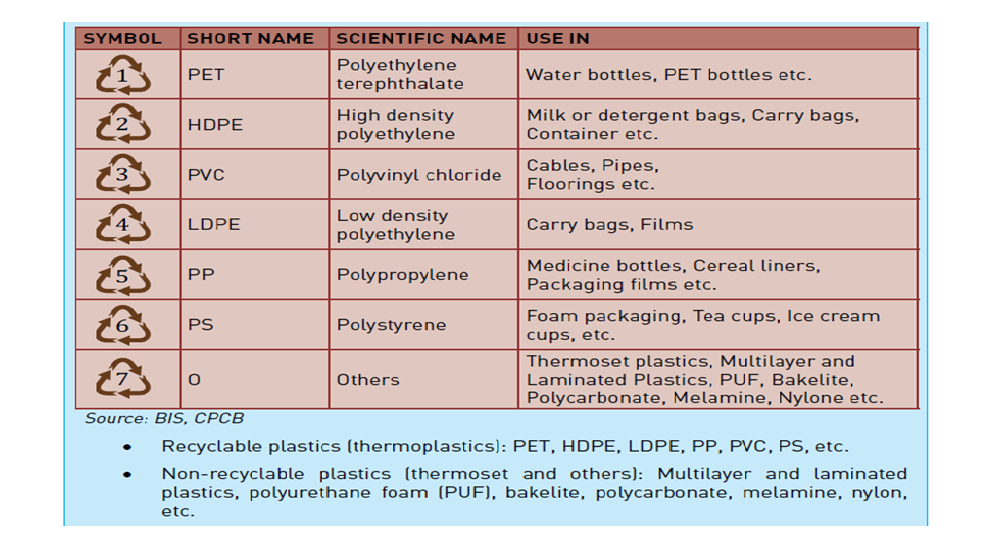 SYMBOL SHORT NAME SCIENTIFIC NAME USE IN
1 PET Polyethylene terephthalate Water bottles, PET bottles etc.
2 HDPE High density polyethylene Milk or detergent bags, Carry bags, Container etc.
3 PVC Polyvinyl chloride Cables, Pipes, Floorings etc.
4 LDPE Low density polyethylene Carry bags, Films
5 PP Polypropylene Medicine bottles, Cereal liners, Packaging films etc.
6 PS Polystyrene Foam packaging, Tea cups, Ice cream cups, etc.
7 O Others Thermoset plastics, Multilayer and Laminated Plastics, PUF, Bakelite, Polycarbonate, Melamine, Nylone etc.
Source: BIS, CPCB
• Recyclable plastics (thermoplastics): PET, HDPE, LDPE, PP, PVC, PS, etc.
• Non-recyclable plastics (thermoset and others): Multilayer and laminated
plastics, polyurethane foam (PUF), bakelite, polycarbonate, melamine, nylon,
etc.